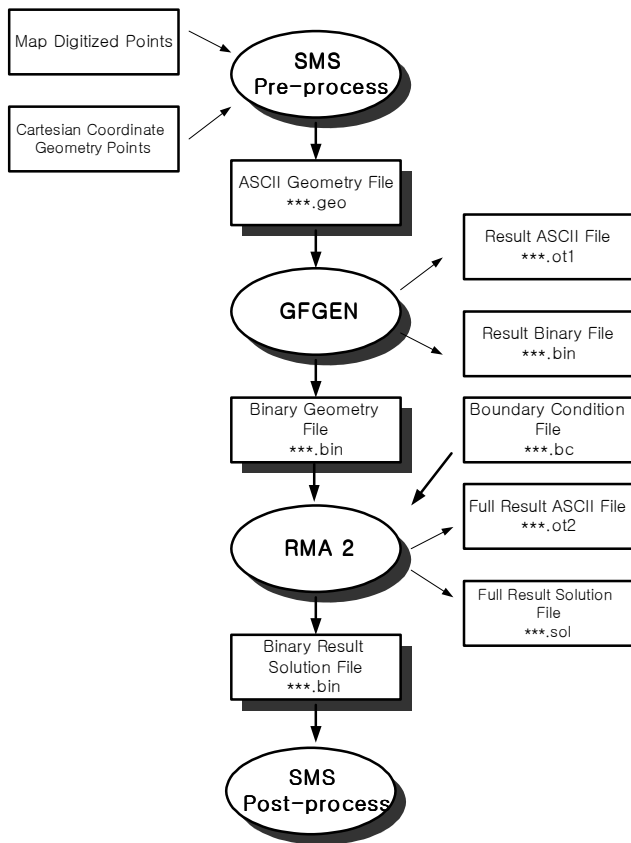 Map Digitized Points
SMS
Pre-process
Cartesian Coordinate
Geometry Points
ASCII Geometry File
***.geo
Result ASCII File
***.ot1
GFGEN
Result Binary File
***.bin
Binary Geometry
File
***.bin
Boundary Condition
File
***.bc
RMA 2
Full Result ASCII File
***.ot2
Full Result Solution
File
***.sol
Binary Result
Solution File
***.bin
SMS
Post-process